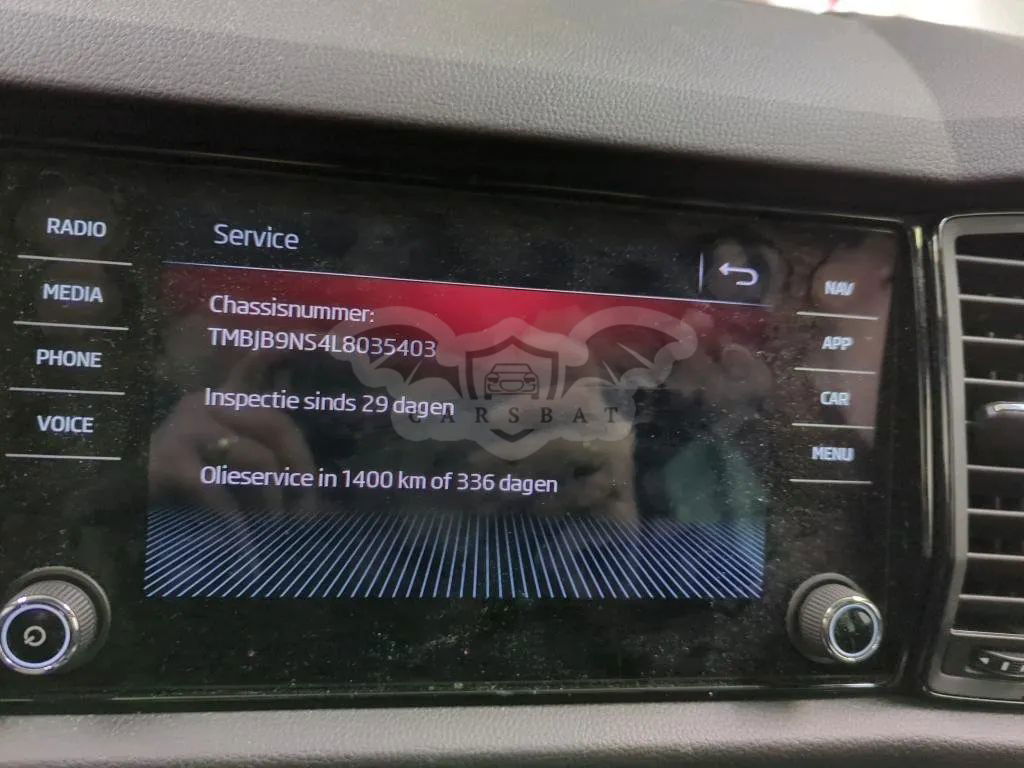 RADIO
MEDIA
PHONE
VOICE
Service
Chassisnummer:
TMBJB9NS4L8035403
Inspectie sinds 29 dagen
Olieservice in 1400 km of 336 dagen
CARSBAT
NAV
APP
CAR
MENU